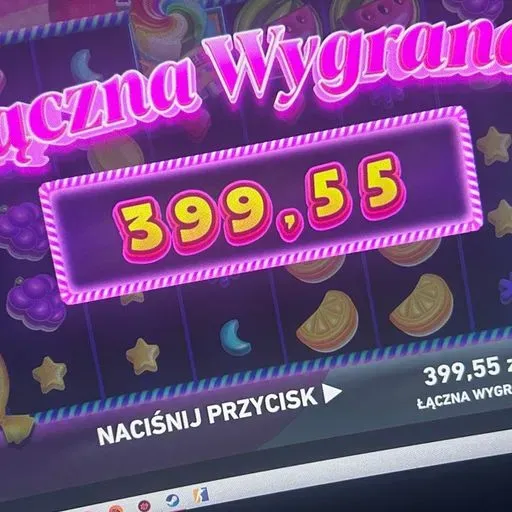 Łączna Wygrana
399,55
399,55 z
NACIŚNIJ PRZYCISK ▶
ŁĄCZNA WYGR